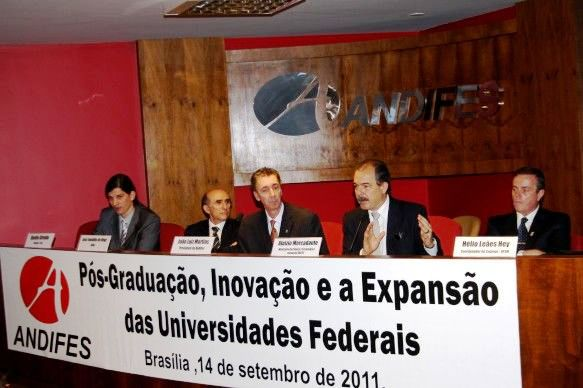 ANDIFES
João Luiz Martins
Aloizio Mercadante
Helio Leães Hey
Pós-Graduação, Inovação e a Expansão
das Universidades Federais
ANDIFES
Brasília ,14 de setembro de 2011.